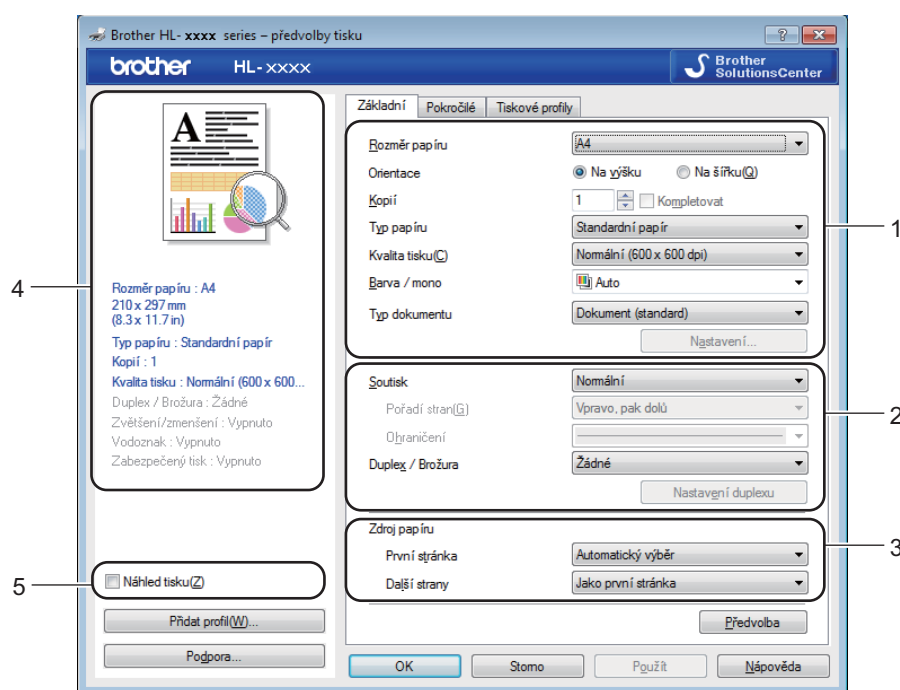 Brother HL- xxxx series – předvolby tisku
brother HL-xxxx
Brother
SolutionsCenter
A
4
Rozměr papíru : A4
210 x 297 mm
(8.3 x 11.7 in)
Typ papíru : Standardní papír
Kopií : 1
Kvalita tisku : Normální (600 x 600...
Duplex / Brožura : Žádné
Zvětšení/zmenšení : Vypnuto
Vodoznak : Vypnuto
Zabezpečený tisk : Vypnuto
5
Náhled tisku(Z)
Přidat profil(W)...
Podpora...
Základní Pokročilé Tiskové profily
Rozměr papíru A4
Orientace Na výšku Na šířku(Q)
Kopií 1 Kompletovat
Typ papíru Standardní papír
1
Kvalita tisku(C) Normální (600 x 600 dpi)
Barva / mono Auto
Typ dokumentu Dokument (standard)
Nastavení...
Soutisk Normální
Pořadí stran(G) Vpravo, pak dolů
2
Ohraničení
Duplex / Brožura Žádné
Nastavení duplexu
Zdroj papíru
První stránka Automatický výběr
3
Další strany Jako první stránka
Předvolba
OK Storno Použít Nápověda